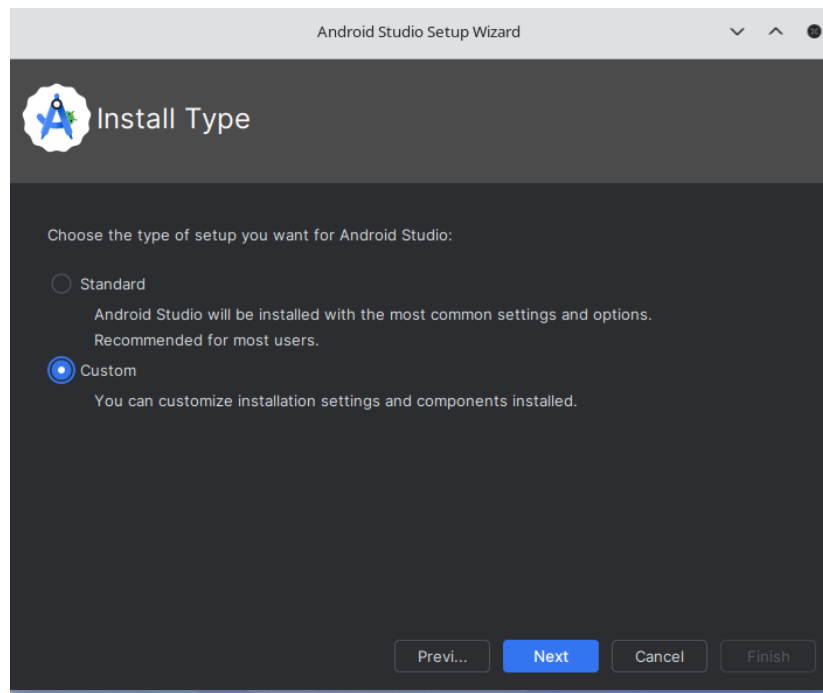 Android Studio Setup Wizard
Install Type
Choose the type of setup you want for Android Studio:
Standard
Android Studio will be installed with the most common settings and options.
Recommended for most users.
Custom
You can customize installation settings and components installed.
Previ... Next Cancel Finish